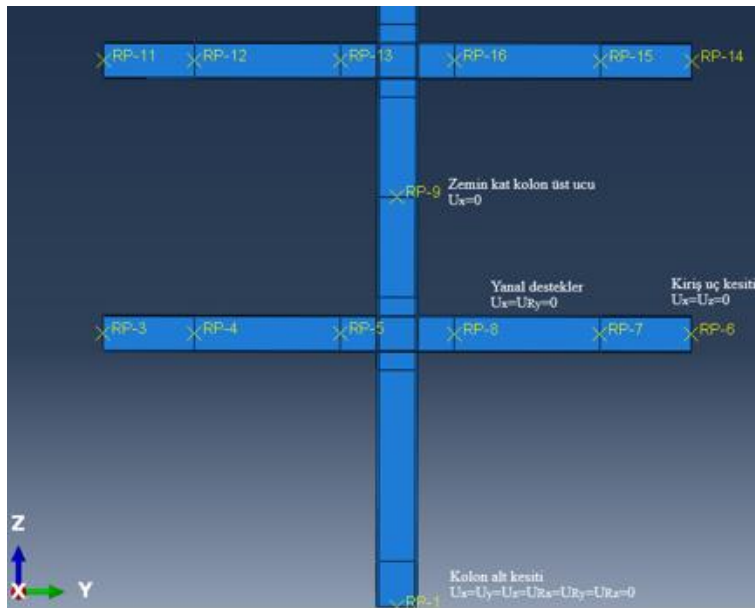 RP-11 RP-12 RP-13 RP-16 RP-15 RP-14
RP-9 Zemin kat kolon üst ucu
Ux=0
Yanal destekler
Ux=URy=0
Kiriş uç kesiti
Ux=Uz=0
RP-3 RP-4 RP-5 RP-8 RP-7 RP-6
Z
X Y
Kolon alt kesiti
Ux=Uy=Uz=URx=URy=URz=0
RP-1